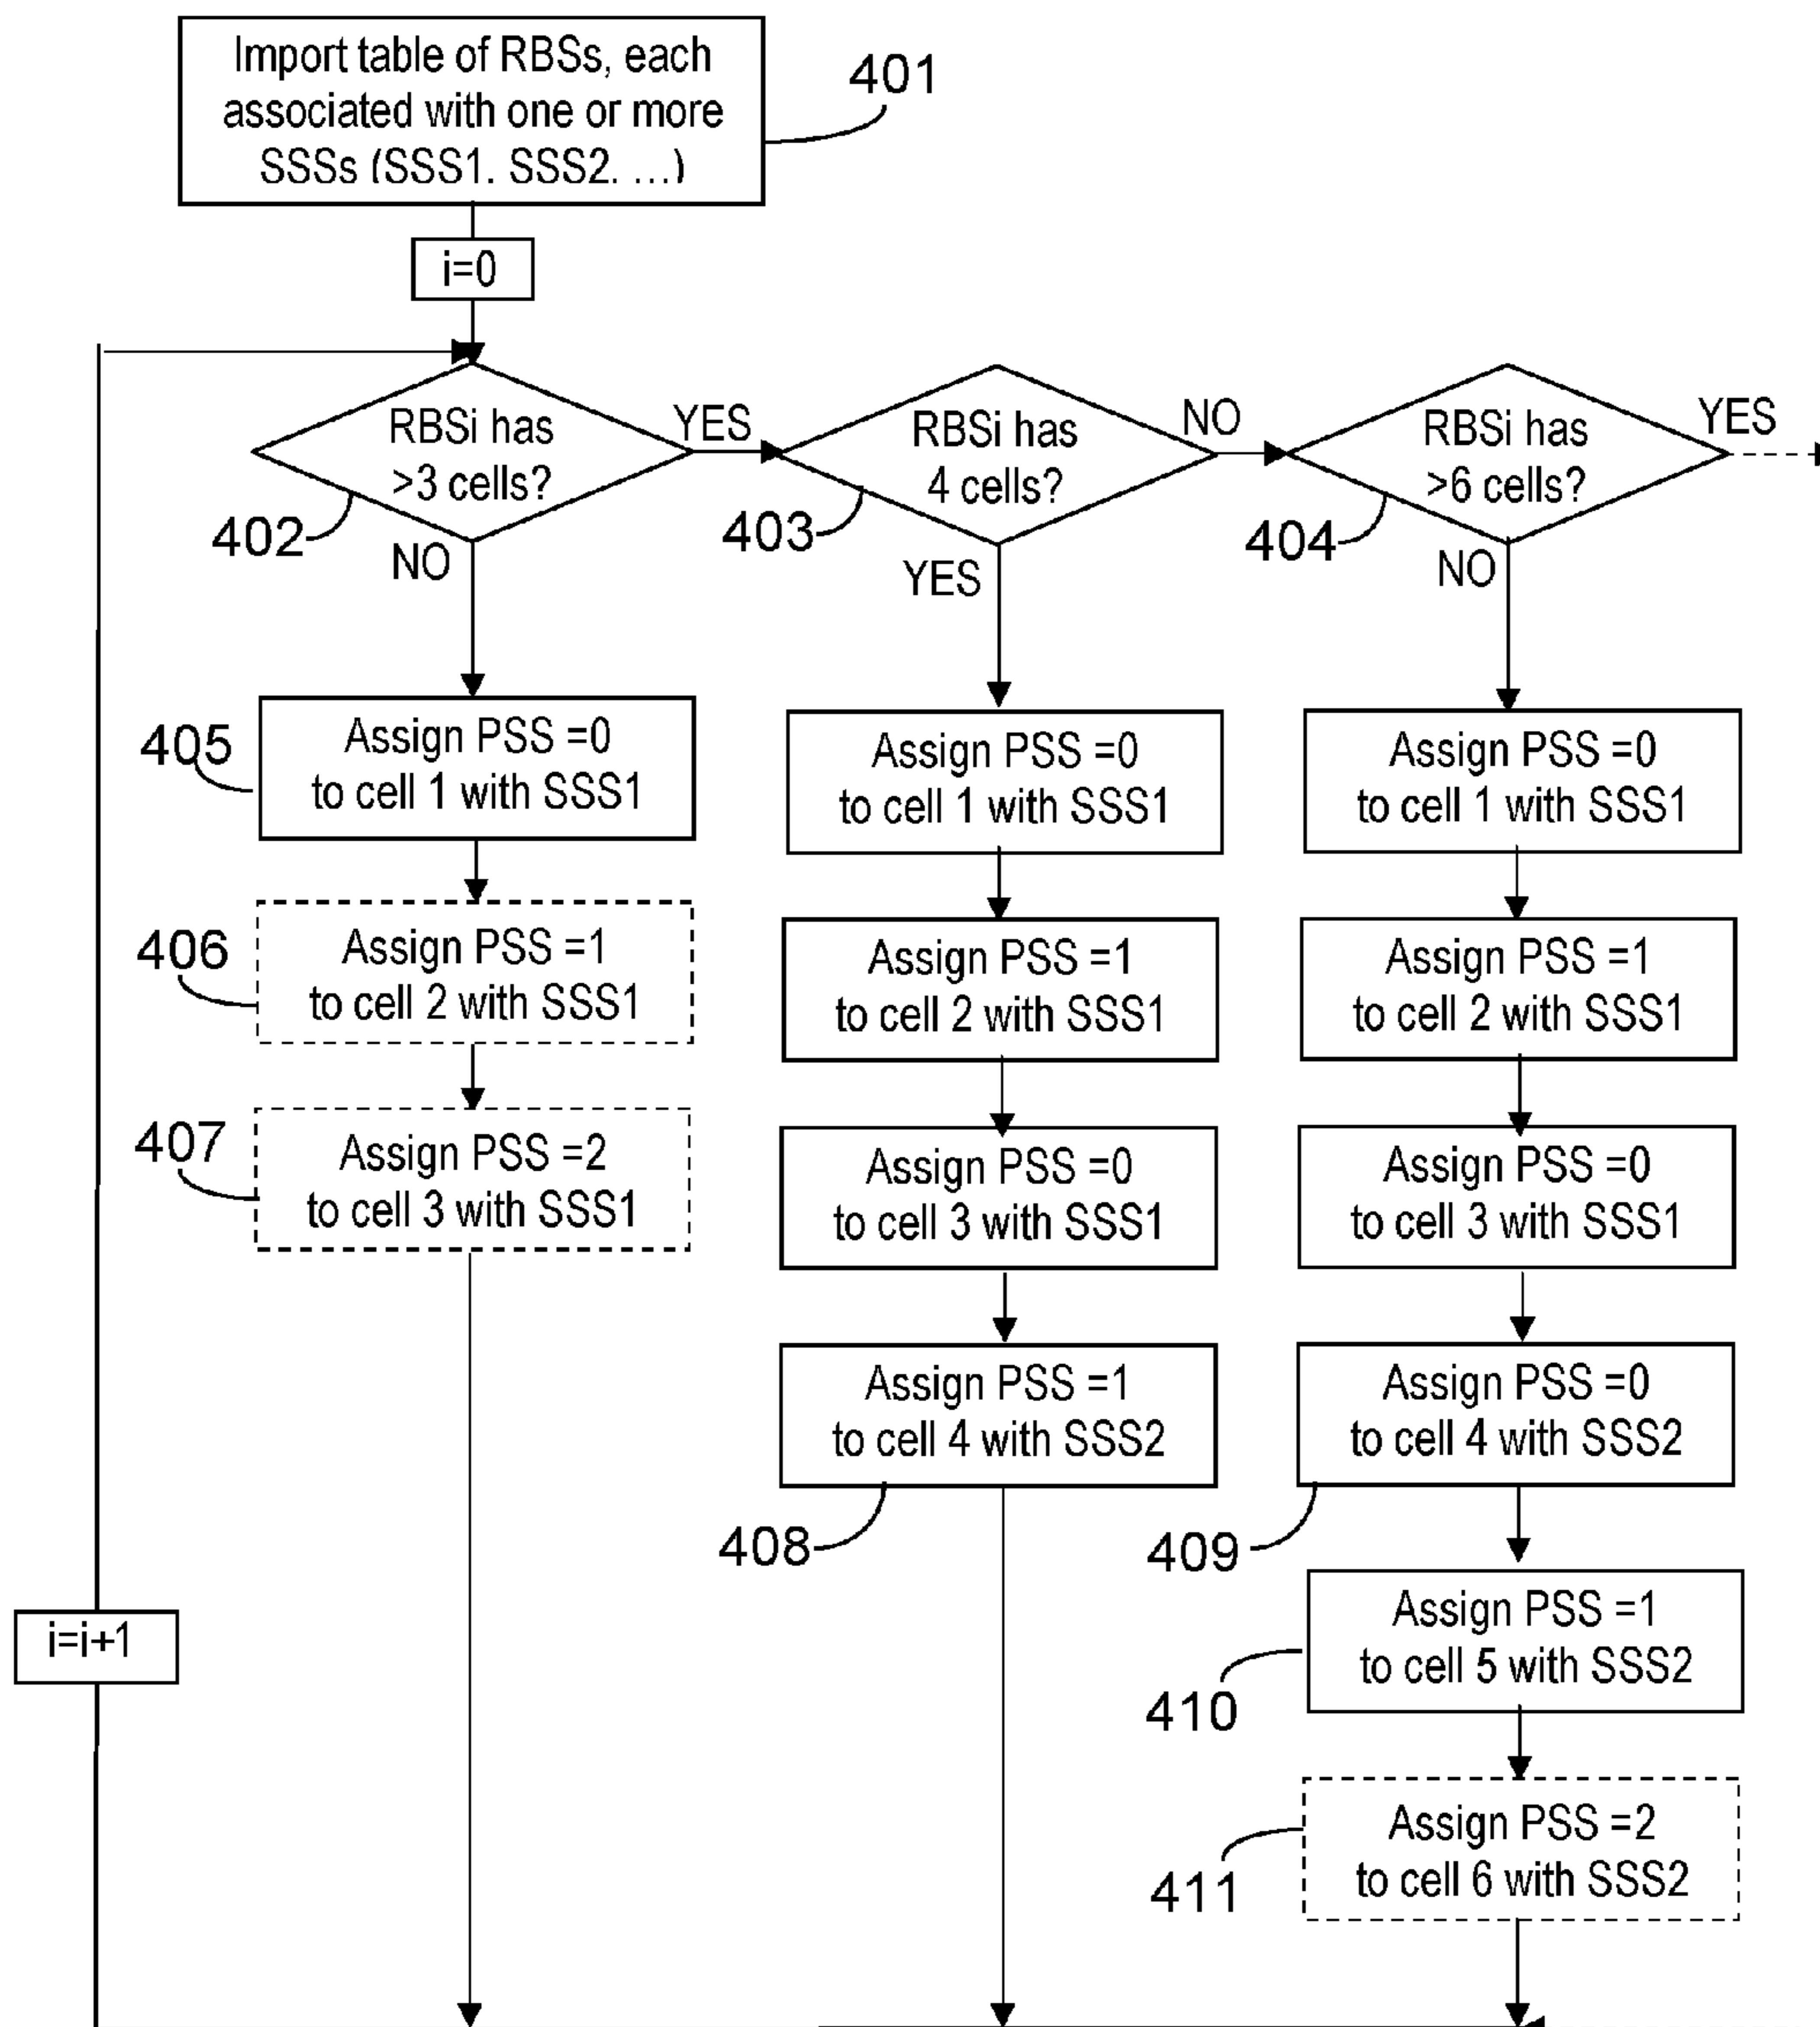 Import table of RBSs, each
associated with one or more
SSSs (SSS1, SSS2, ...)
401
i=0
RBSi has
>3 cells?
YES
402
NO
RBSi has
4 cells?
NO
403
YES
RBSi has
>6 cells?
YES
404
NO
405
Assign PSS =0
to cell 1 with SSS1
406
Assign PSS =1
to cell 2 with SSS1
407
Assign PSS =2
to cell 3 with SSS1
Assign PSS =0
to cell 1 with SSS1
Assign PSS =1
to cell 2 with SSS1
Assign PSS =0
to cell 3 with SSS1
Assign PSS =1
to cell 4 with SSS2
408
Assign PSS =0
to cell 1 with SSS1
Assign PSS =1
to cell 2 with SSS1
Assign PSS =0
to cell 3 with SSS1
Assign PSS =0
to cell 4 with SSS2
409
Assign PSS =1
to cell 5 with SSS2
410
Assign PSS =2
to cell 6 with SSS2
411
i=i+1